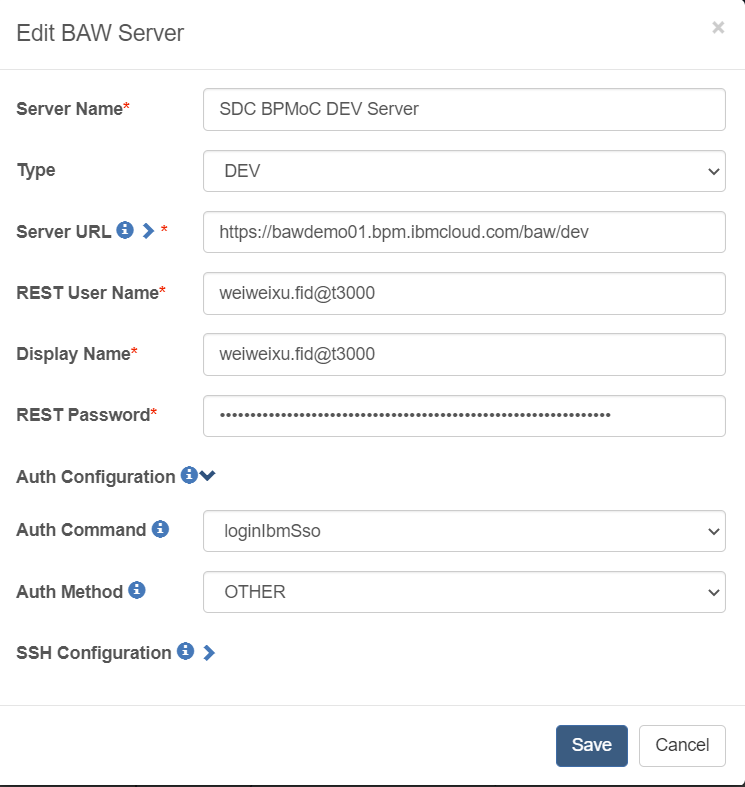 Edit BAW Server ×
Server Name* SDC BPMoC DEV Server
Type DEV
Server URL * https://bawdemo01.bpm.ibmcloud.com/baw/dev
REST User Name* weiweixu.fid@t3000
Display Name* weiweixu.fid@t3000
REST Password* ••••••••••••••••••••••••••••••••••••••••••••••••••••••••••••••••
Auth Configuration
Auth Command loginIbmSso
Auth Method OTHER
SSH Configuration
Save Cancel